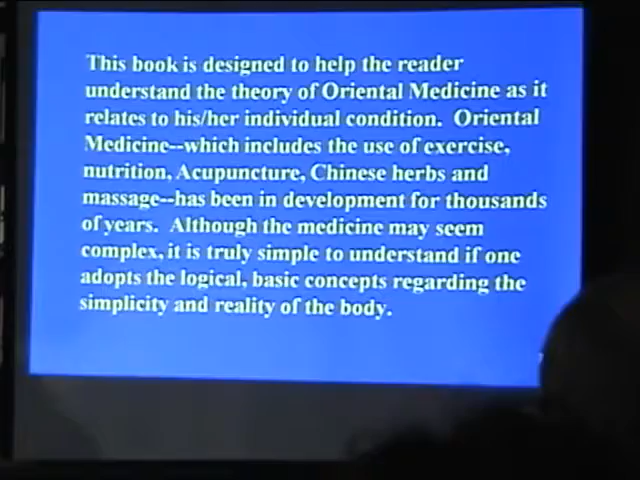 This book is designed to help the reader
understand the theory of Oriental Medicine as it
relates to his/her individual condition.  Oriental
Medicine--which includes the use of exercise,
nutrition, Acupuncture, Chinese herbs and
massage--has been in development for thousands
of years.  Although the medicine may seem
complex, it is truly simple to understand if one
adopts the logical, basic concepts regarding the
simplicity and reality of the body.